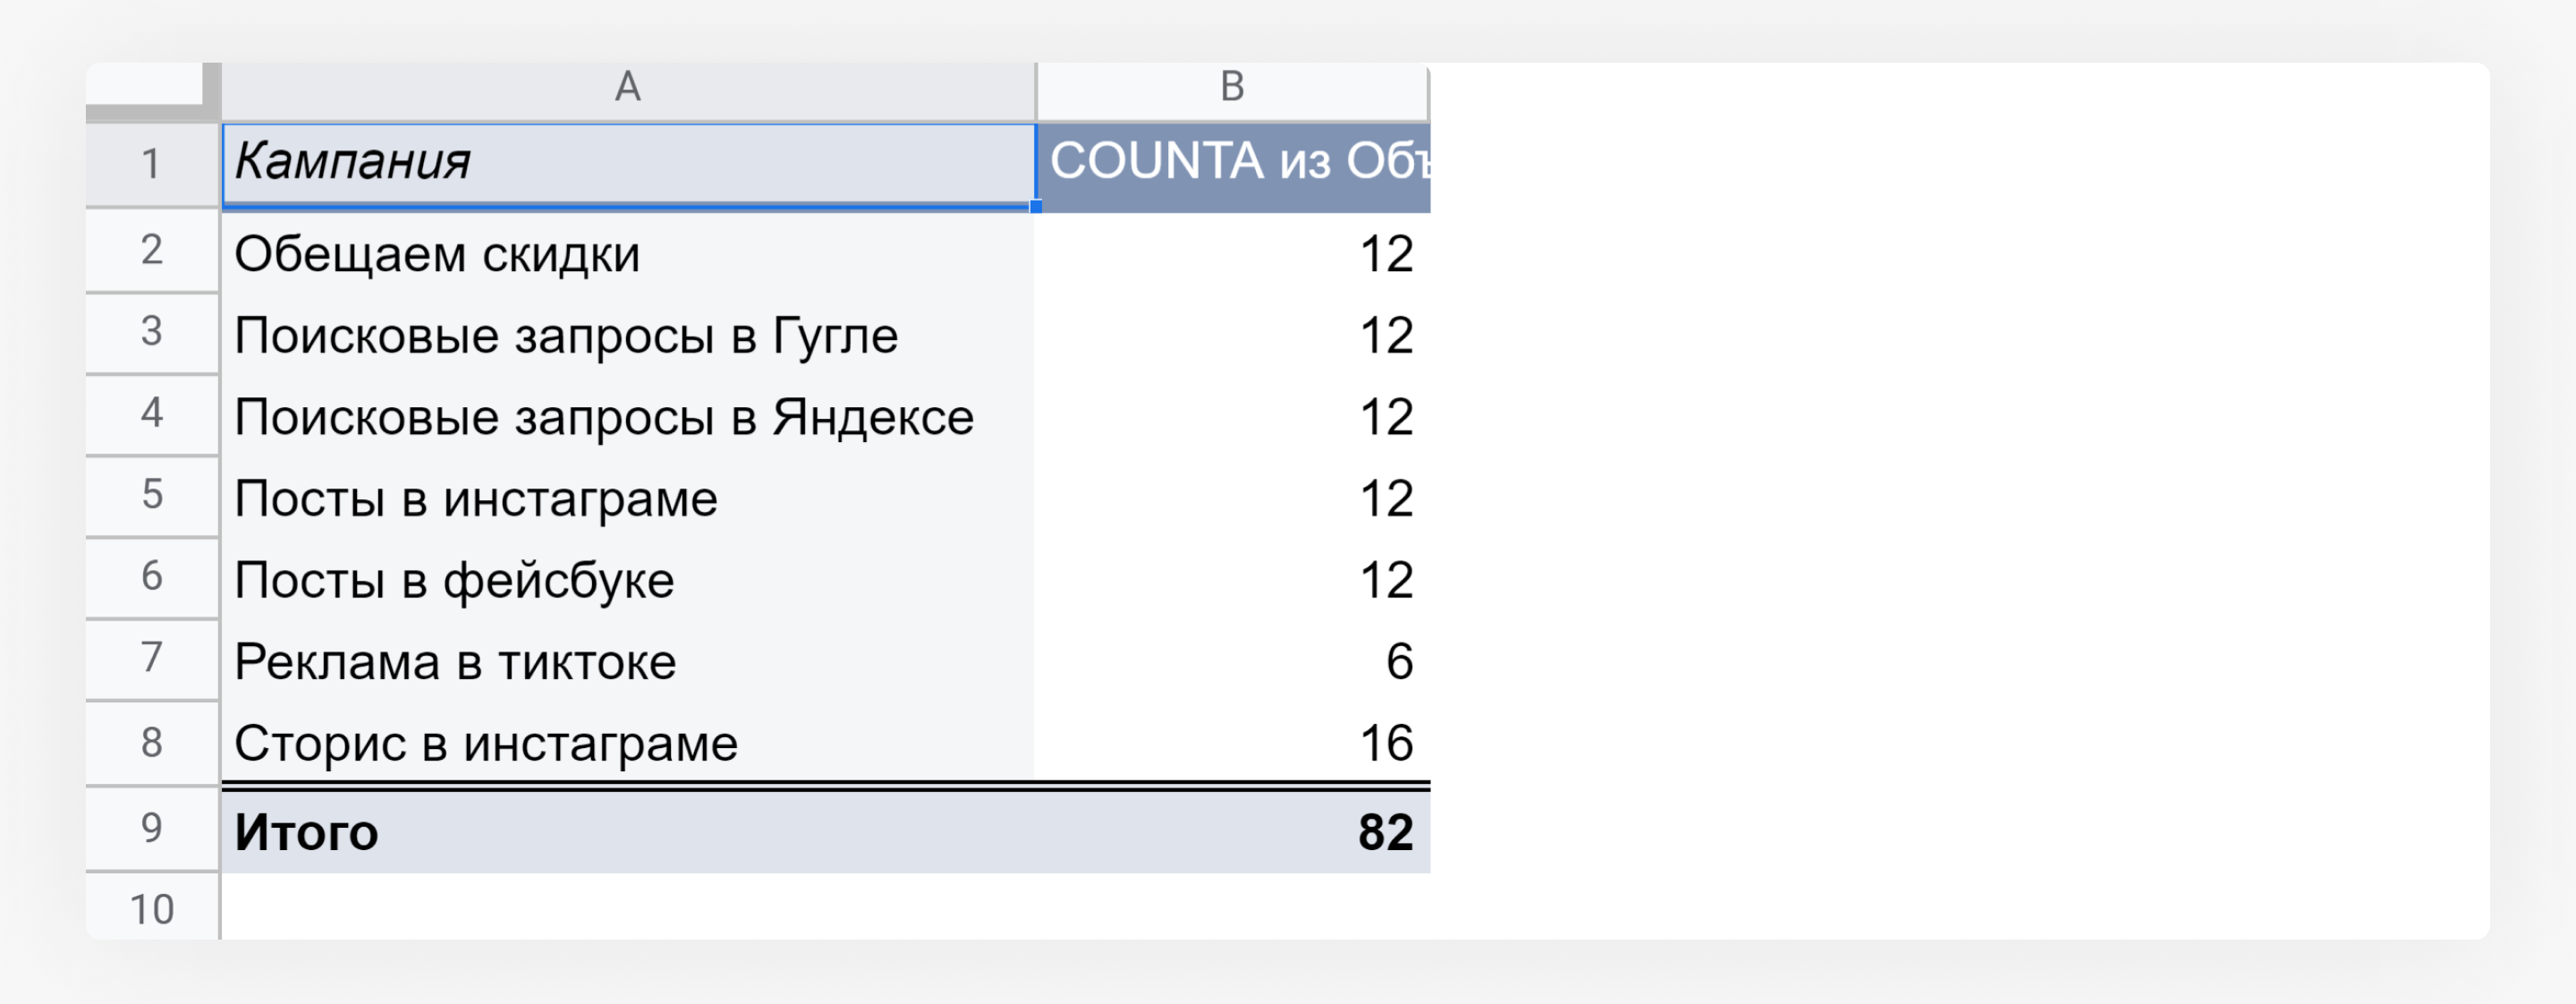 A B
1 Кампания COUNTA из Объ
2 Обещаем скидки 12
3 Поисковые запросы в Гугле 12
4 Поисковые запросы в Яндексе 12
5 Посты в инстаграме 12
6 Посты в фейсбуке 12
7 Реклама в тиктоке 6
8 Сторис в инстаграме 16
9 Итого 82
10